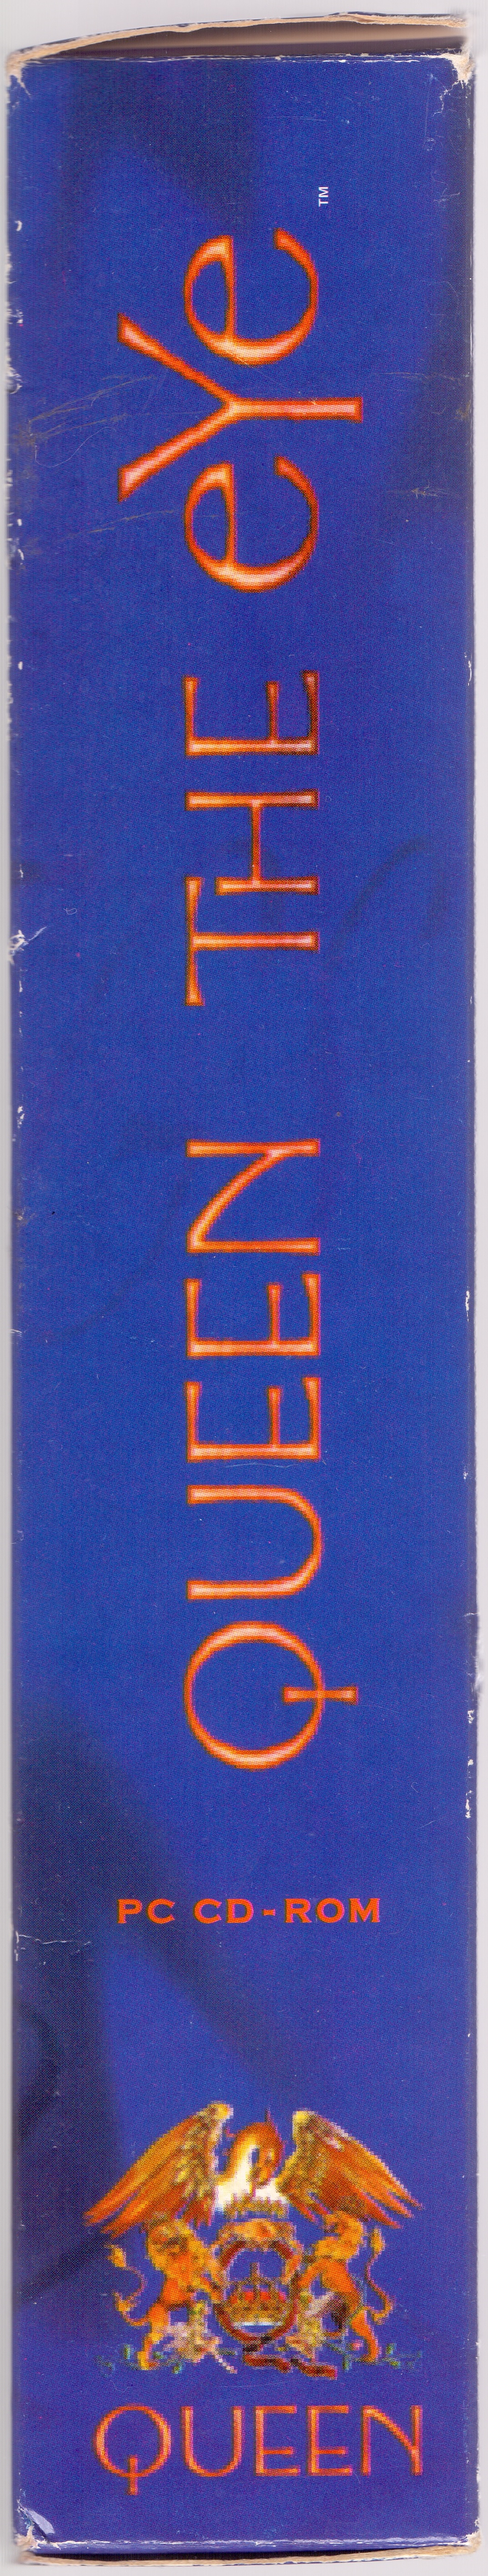 QUEEN THE eYe™
PC CD-ROM
QUEEN